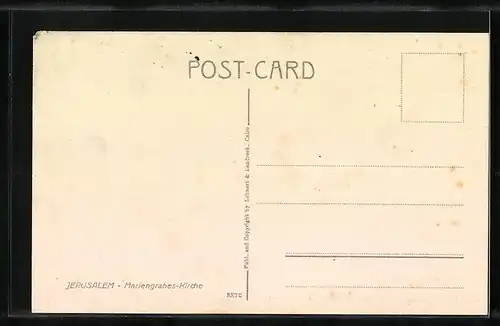 POST-CARD
Publ. and Copyright by Lehnert & Landrock, Cairo
JERUSALEM - Mariengrabes-Kirche